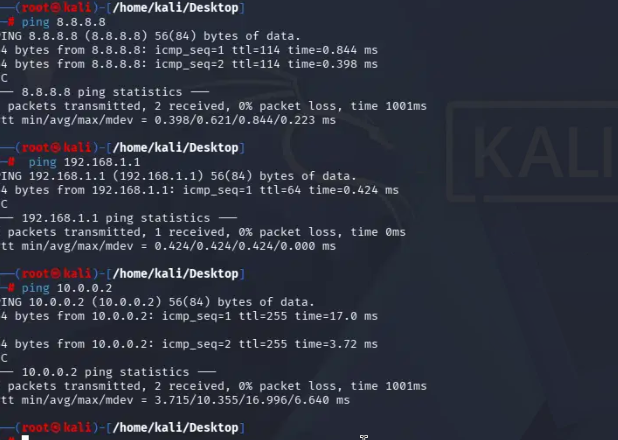 —(root㉿kali)-[/home/kali/Desktop]
─# ping 8.8.8.8
PING 8.8.8.8 (8.8.8.8) 56(84) bytes of data.
4 bytes from 8.8.8.8: icmp_seq=1 ttl=114 time=0.844 ms
4 bytes from 8.8.8.8: icmp_seq=2 ttl=114 time=0.398 ms
C
── 8.8.8.8 ping statistics ──
packets transmitted, 2 received, 0% packet loss, time 1001ms
tt min/avg/max/mdev = 0.398/0.621/0.844/0.223 ms
—(root㉿kali)-[/home/kali/Desktop]
─# ping 192.168.1.1
PING 192.168.1.1 (192.168.1.1) 56(84) bytes of data.
4 bytes from 192.168.1.1: icmp_seq=1 ttl=64 time=0.424 ms
C
── 192.168.1.1 ping statistics ──
packets transmitted, 1 received, 0% packet loss, time 0ms
tt min/avg/max/mdev = 0.424/0.424/0.424/0.000 ms
—(root㉿kali)-[/home/kali/Desktop]
─# ping 10.0.0.2
PING 10.0.0.2 (10.0.0.2) 56(84) bytes of data.
4 bytes from 10.0.0.2: icmp_seq=1 ttl=255 time=17.0 ms
4 bytes from 10.0.0.2: icmp_seq=2 ttl=255 time=3.72 ms
C
── 10.0.0.2 ping statistics ──
packets transmitted, 2 received, 0% packet loss, time 1001ms
tt min/avg/max/mdev = 3.715/10.355/16.996/6.640 ms
—(root㉿kali)-[/home/kali/Desktop]
─#
KALI